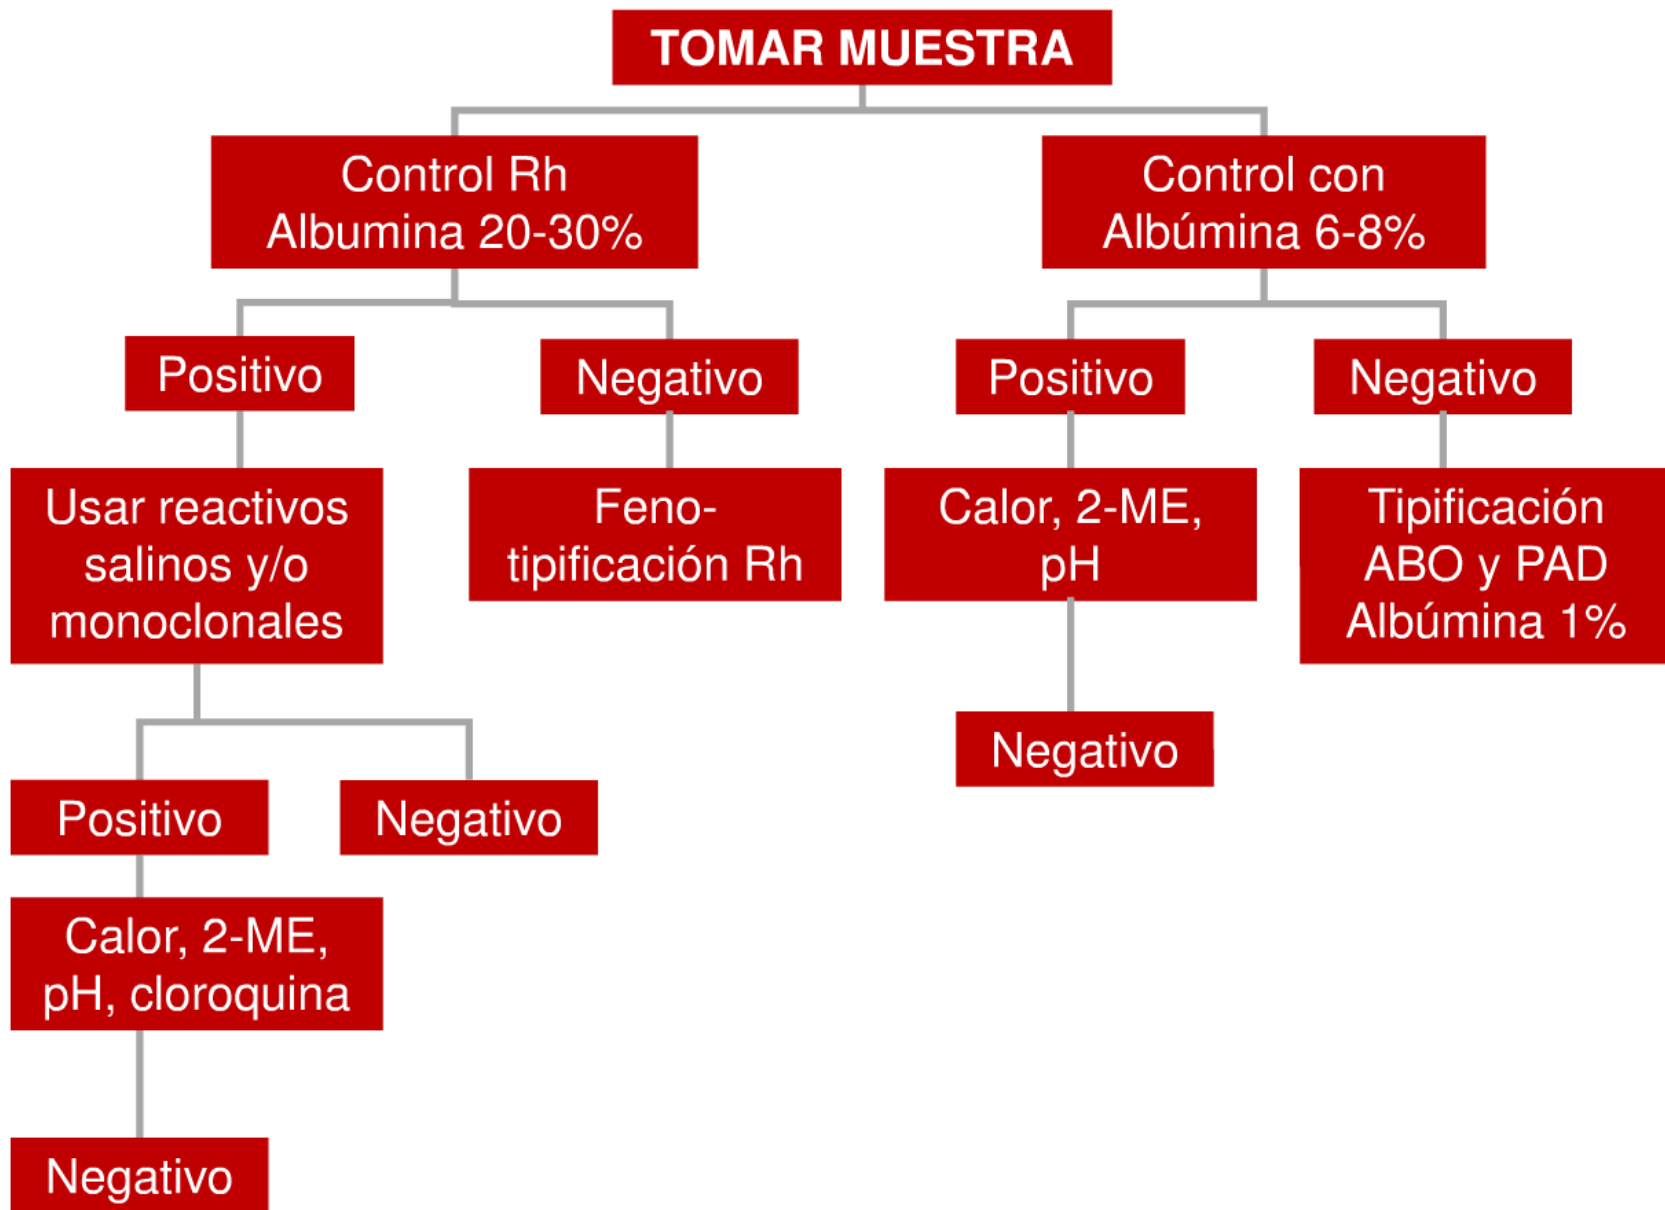 TOMAR MUESTRA
Control Rh
Albumina 20-30%
Control con
Albúmina 6-8%
Positivo
Negativo
Positivo
Negativo
Usar reactivos
salinos y/o
monoclonales
Feno-
tipificación Rh
Calor, 2-ME,
pH
Tipificación
ABO y PAD
Albúmina 1%
Negativo
Positivo
Negativo
Calor, 2-ME,
pH, cloroquina
Negativo